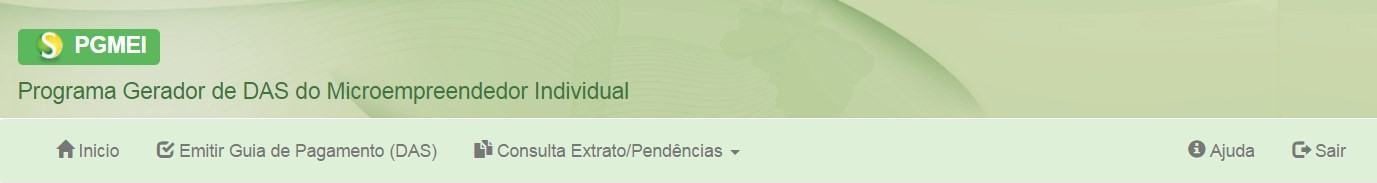 PGMEI
Programa Gerador de DAS do Microempreendedor Individual
Inicio Emitir Guia de Pagamento (DAS) Consulta Extrato/Pendências Ajuda Sair